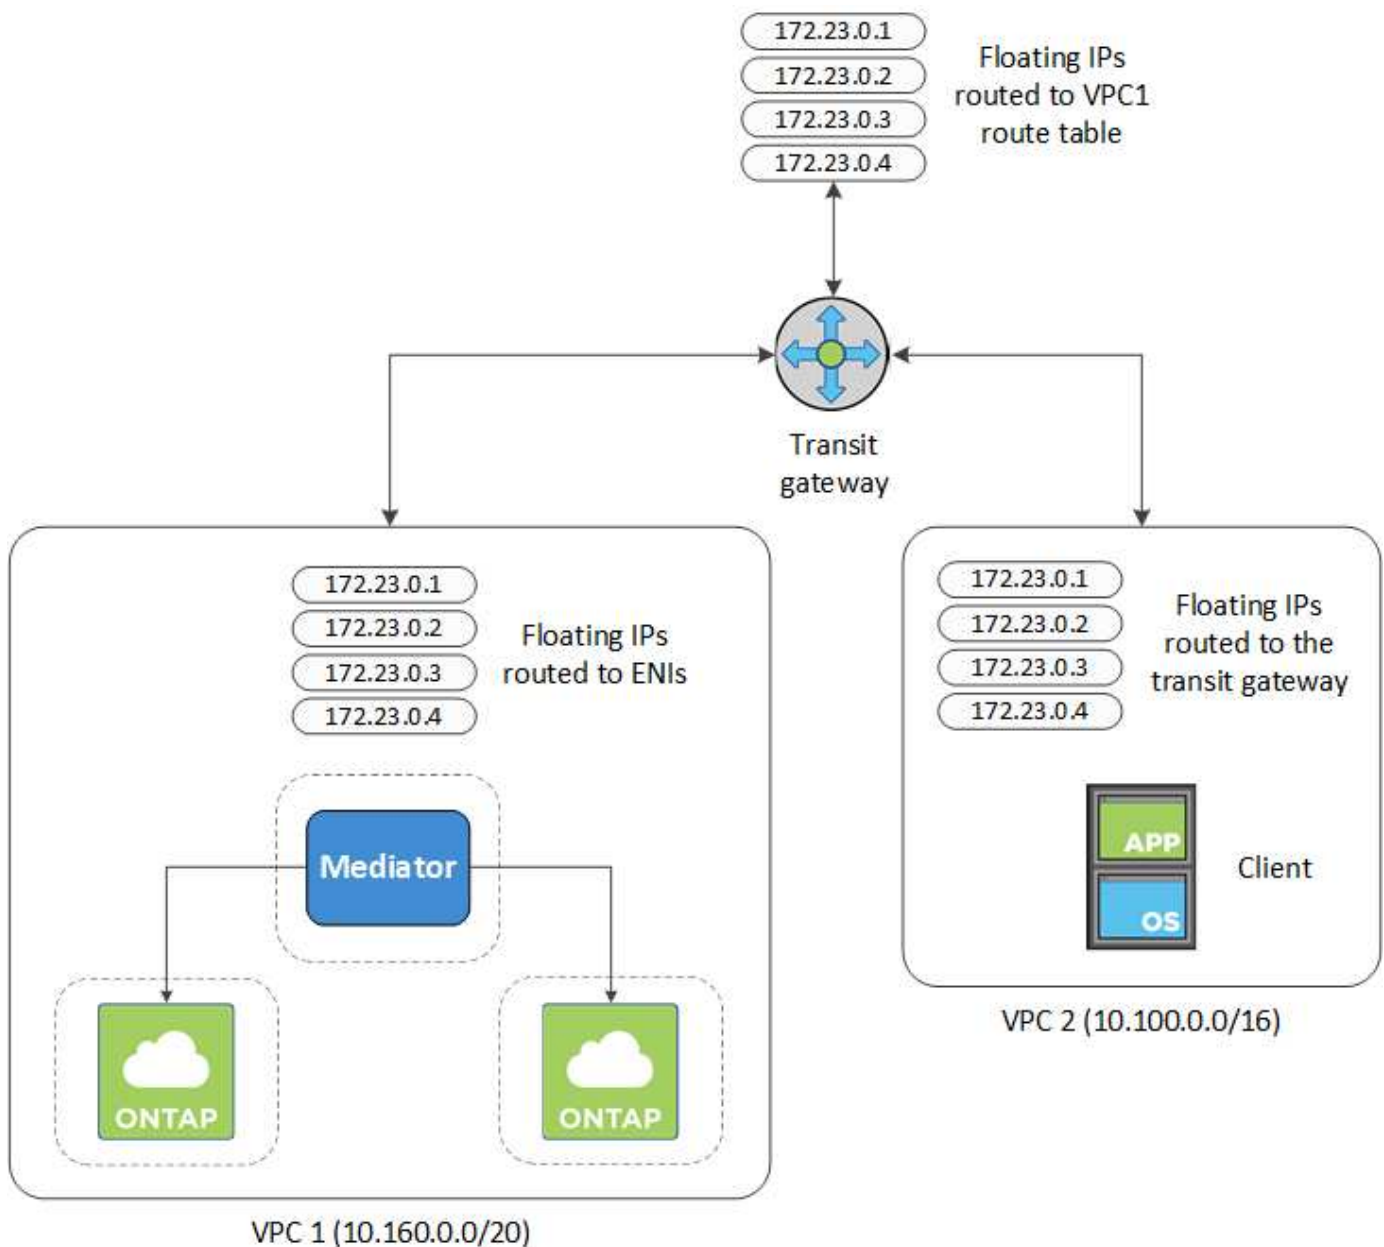 172.23.0.1
172.23.0.2
172.23.0.3
172.23.0.4
Floating IPs
routed to VPC1
route table
Transit
gateway
172.23.0.1
172.23.0.2
172.23.0.3
172.23.0.4
Floating IPs
routed to ENIs
Mediator
ONTAP
ONTAP
VPC 1 (10.160.0.0/20)
172.23.0.1
172.23.0.2
172.23.0.3
172.23.0.4
Floating IPs
routed to the
transit gateway
APP
OS
Client
VPC 2 (10.100.0.0/16)